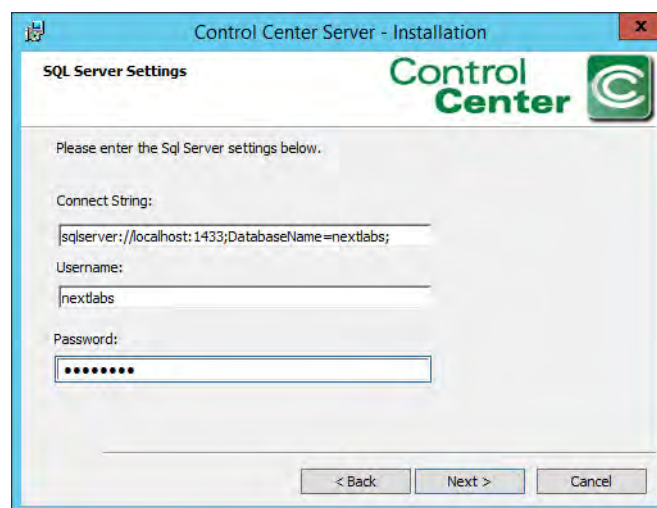 Control Center Server - Installation
x
SQL Server Settings
Control
Center
Please enter the Sql Server settings below.
Connect String:
sqlserver://localhost:1433;DatabaseName=nextlabs;
Username:
nextlabs
Password:
••••••••
< Back
Next >
Cancel